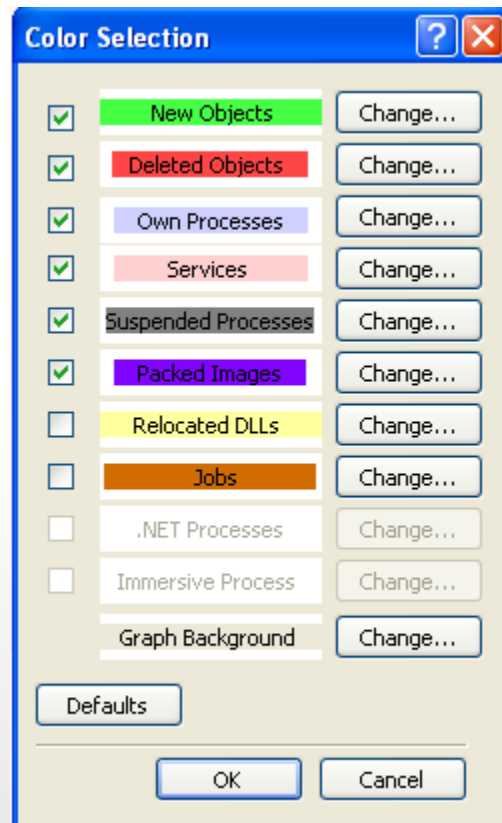 Color Selection
New Objects Change...
Deleted Objects Change...
Own Processes Change...
Services Change...
Suspended Processes Change...
Packed Images Change...
Relocated DLLs Change...
Jobs Change...
.NET Processes Change...
Immersive Process Change...
Graph Background Change...
Defaults
OK Cancel